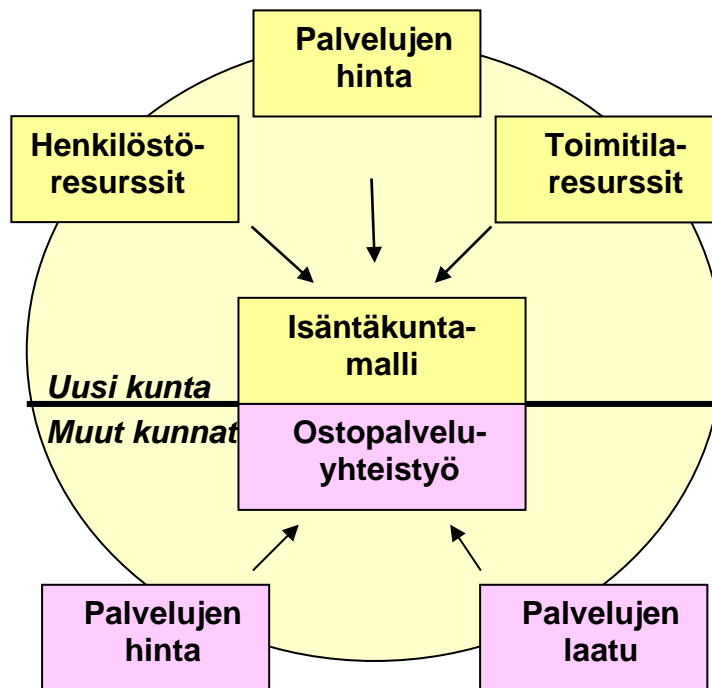 Palvelujen
hinta
Henkilöstö-
resurssit
Toimitila-
resurssit
Isäntäkunta-
malli
Uusi kunta
Muut kunnat
Ostopalvelu-
yhteistyö
Palvelujen
hinta
Palvelujen
laatu